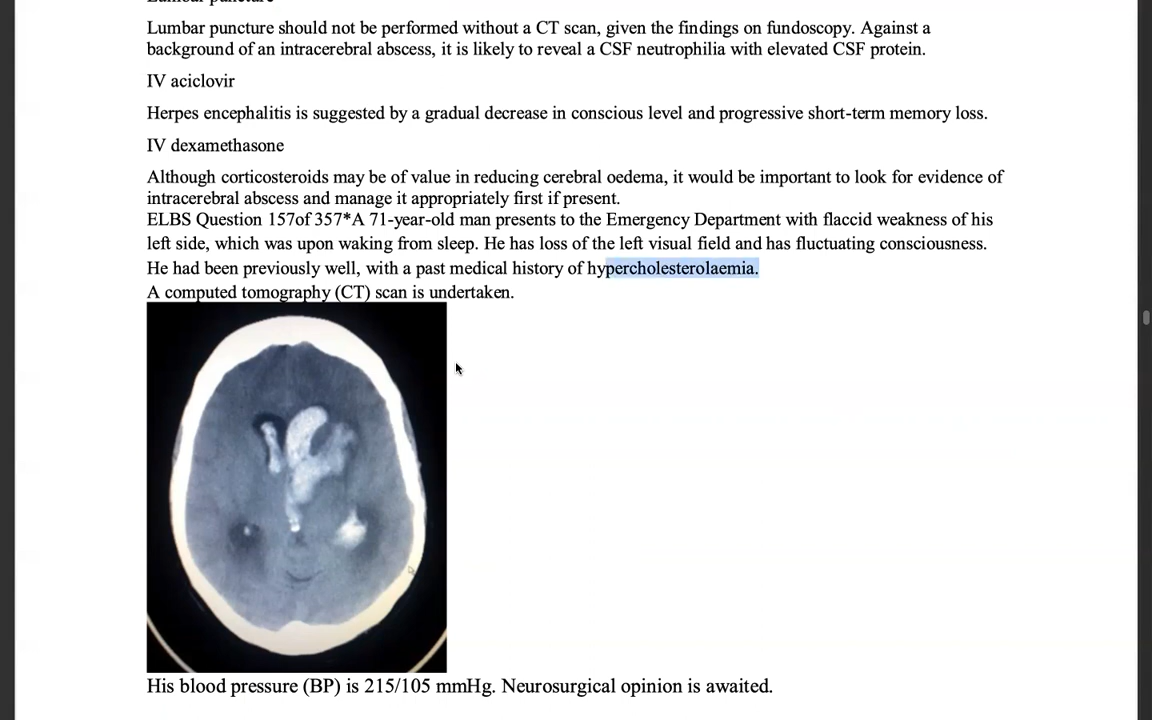 Lumbar puncture
Lumbar puncture should not be performed without a CT scan, given the findings on fundoscopy. Against a
background of an intracerebral abscess, it is likely to reveal a CSF neutrophilia with elevated CSF protein.
IV aciclovir
Herpes encephalitis is suggested by a gradual decrease in conscious level and progressive short-term memory loss.
IV dexamethasone
Although corticosteroids may be of value in reducing cerebral oedema, it would be important to look for evidence of
intracerebral abscess and manage it appropriately first if present.
ELBS Question 157of 357*A 71-year-old man presents to the Emergency Department with flaccid weakness of his
left side, which was upon waking from sleep. He has loss of the left visual field and has fluctuating consciousness.
He had been previously well, with a past medical history of hypercholesterolaemia.
A computed tomography (CT) scan is undertaken.
His blood pressure (BP) is 215/105 mmHg. Neurosurgical opinion is awaited.